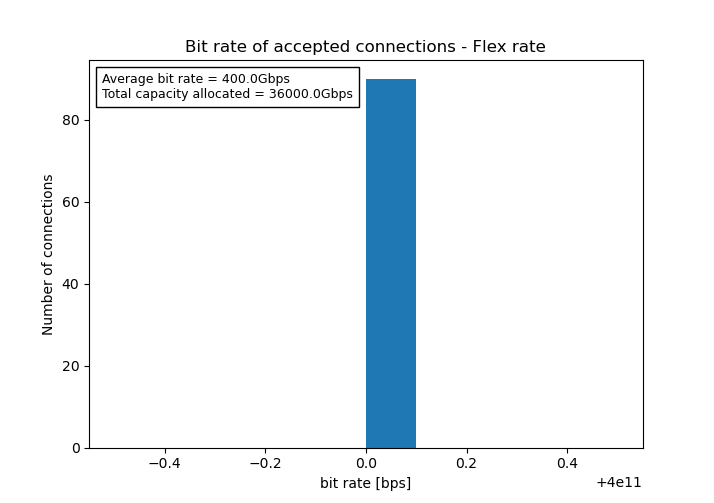 Bit rate of accepted connections - Flex rate
Average bit rate = 400.0Gbps
Total capacity allocated = 36000.0Gbps
Number of connections
80
60
40
20
0
−0.4 −0.2 0.0 0.2 0.4
+4e11
bit rate [bps]